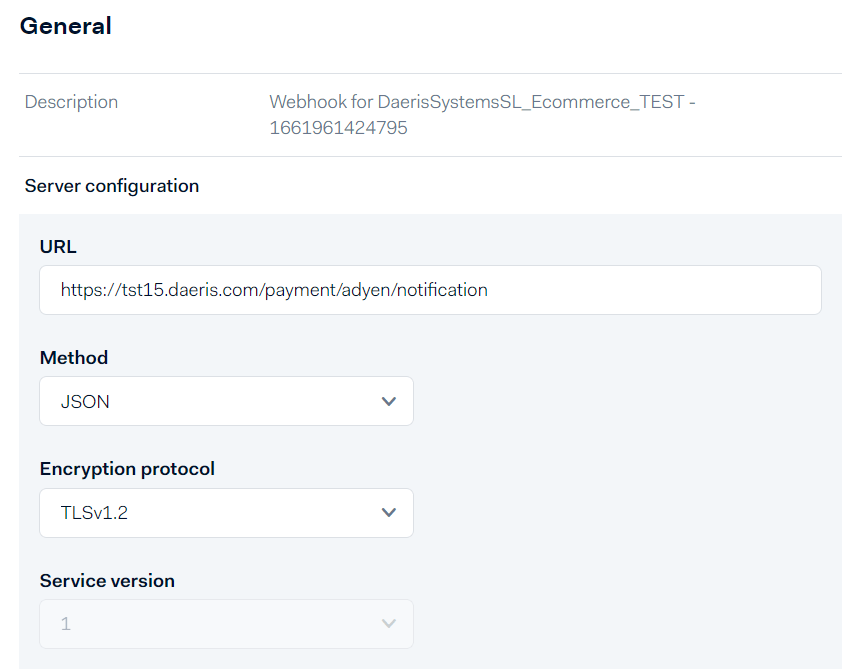 General
Description
Webhook for DaerisSystemsSL_Ecommerce_TEST -
1661961424795
Server configuration
URL
https://tst15.daeris.com/payment/adyen/notification
Method
JSON
Encryption protocol
TLSv1.2
Service version
1